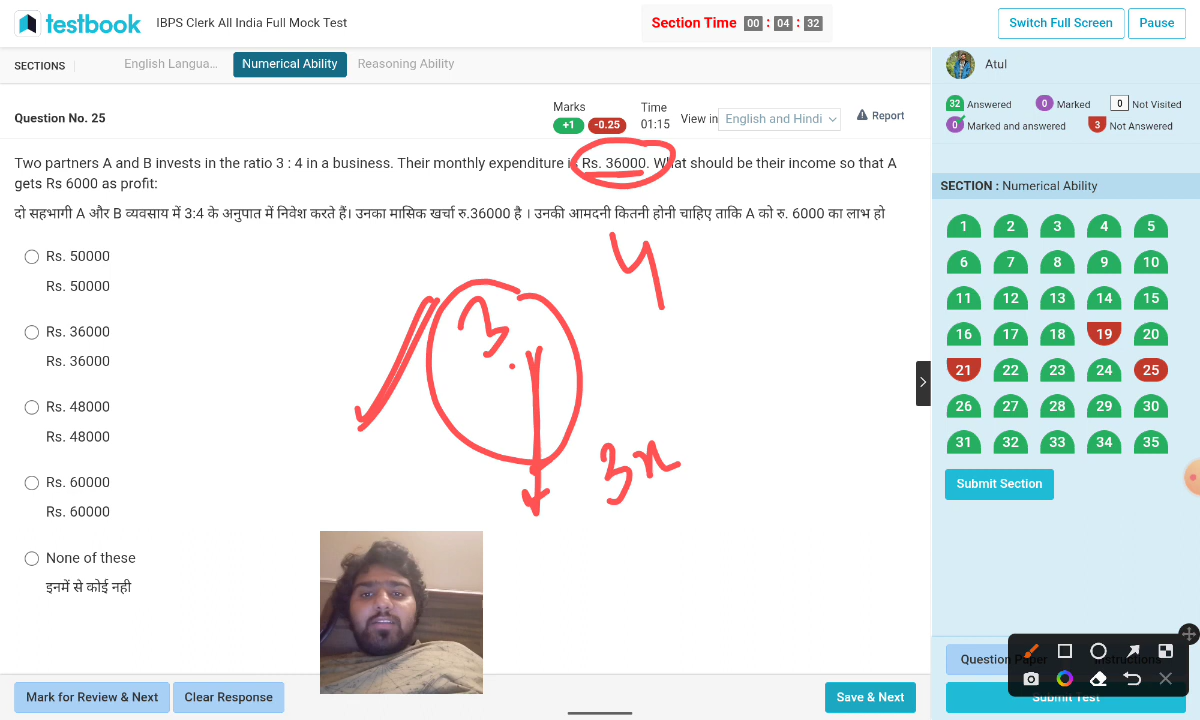 testbook IBPS Clerk All India Full Mock Test Section Time 00 : 04 : 32 Switch Full Screen Pause
SECTIONS English Langua... Numerical Ability Reasoning Ability
Atul
32 Answered 0 Marked 0 Not Visited
0 Marked and answered 3 Not Answered
Question No. 25
Marks
+1 -0.25
Time
01:15
View in English and Hindi
Report
Two partners A and B invests in the ratio 3 : 4 in a business. Their monthly expenditure is Rs. 36000. What should be their income so that A
gets Rs 6000 as profit:
दो सहभागी A और B व्यवसाय में 3:4 के अनुपात में निवेश करते हैं। उनका मासिक खर्चा रु.36000 है । उनकी आमदनी कितनी होनी चाहिए ताकि A को रु. 6000 का लाभ हो
Rs. 50000
Rs. 50000
Rs. 36000
Rs. 36000
Rs. 48000
Rs. 48000
Rs. 60000
Rs. 60000
None of these
इनमें से कोई नही
3
4
3x
SECTION : Numerical Ability
1 2 3 4 5
6 7 8 9 10
11 12 13 14 15
16 17 18 19 20
21 22 23 24 25
26 27 28 29 30
31 32 33 34 35
Submit Section
Question Paper Instructions
Submit Test
Mark for Review & Next Clear Response Save & Next